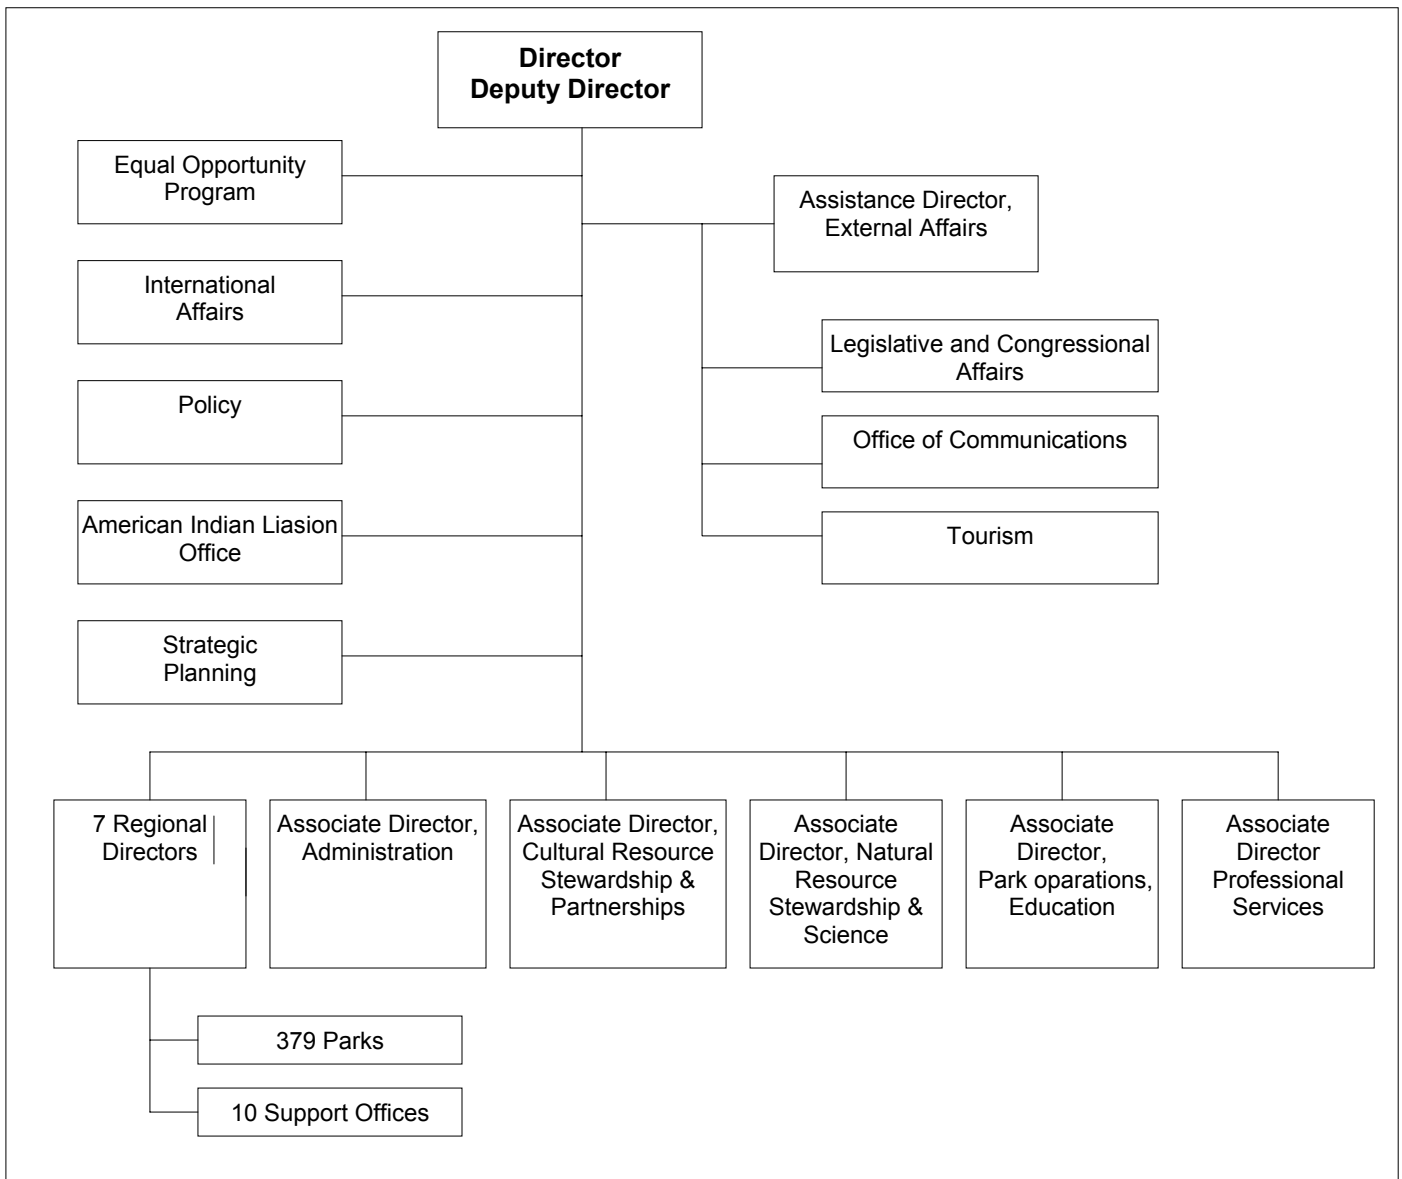 Director
Deputy Director
Equal Opportunity
Program
Assistance Director,
External Affairs
International
Affairs
Legislative and Congressional
Affairs
Policy
Office of Communications
American Indian Liasion
Office
Tourism
Strategic
Planning
7 Regional
Directors
Associate Director,
Administration
Associate Director,
Cultural Resource
Stewardship &
Partnerships
Associate
Director, Natural
Resource
Stewardship &
Science
Associate
Director,
Park oparations,
Education
Associate
Director
Professional
Services
379 Parks
10 Support Offices